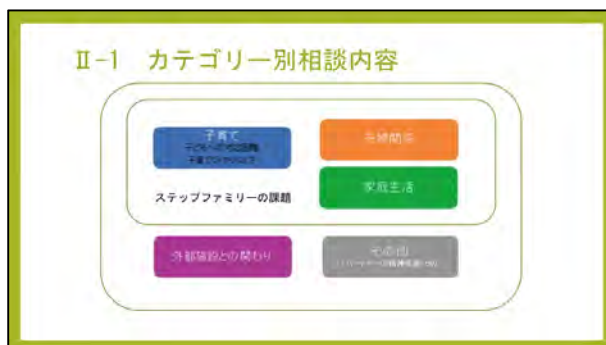 Ⅱ-1 カテゴリー別相談内容
子育て
夫婦関係
ステップファミリーの課題
家庭生活
外部施設との関わり
その他